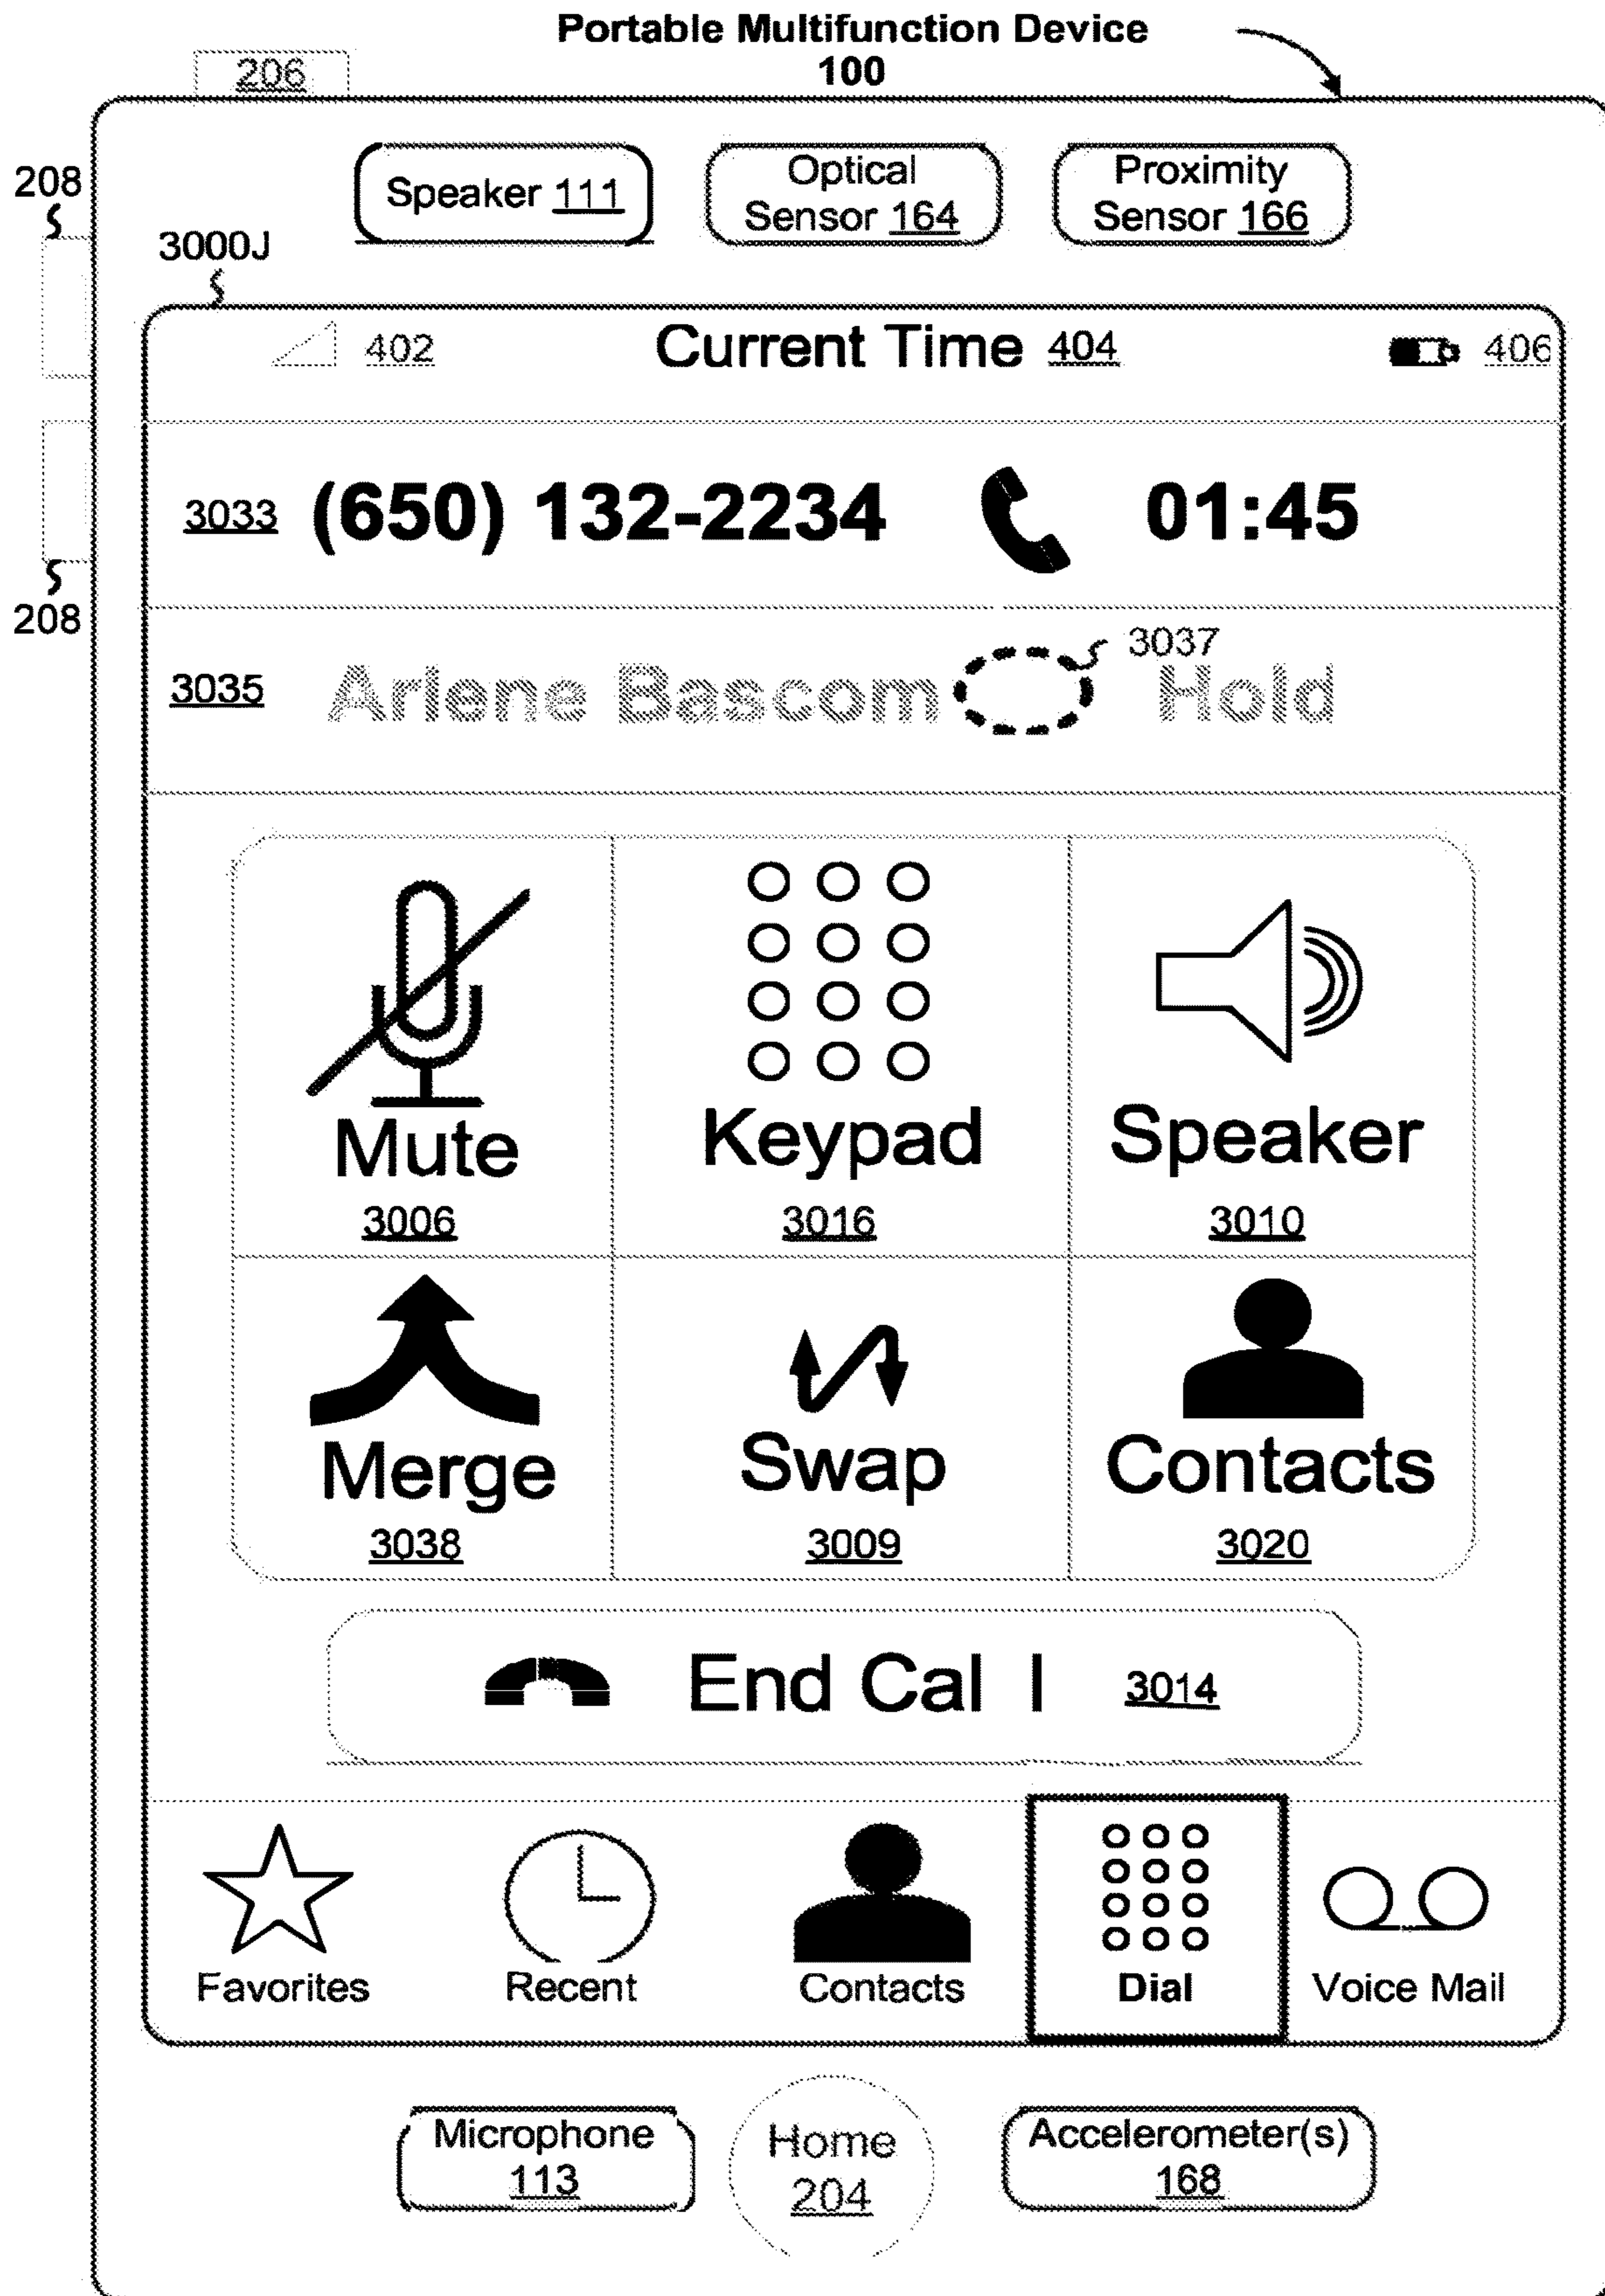 Portable Multifunction Device
100
206
208
Speaker 111
Optical
Sensor 164
Proximity
Sensor 166
3000J
402
Current Time 404
406
3033 (650) 132-2234 01:45
208
3037
3035 Arlene Bascom Hold
Mute
3006
Keypad
3016
Speaker
3010
Merge
3038
Swap
3009
Contacts
3020
End Cal l 3014
Favorites
Recent
Contacts
Dial
Voice Mail
Microphone
113
Home
204
Accelerometer(s)
168